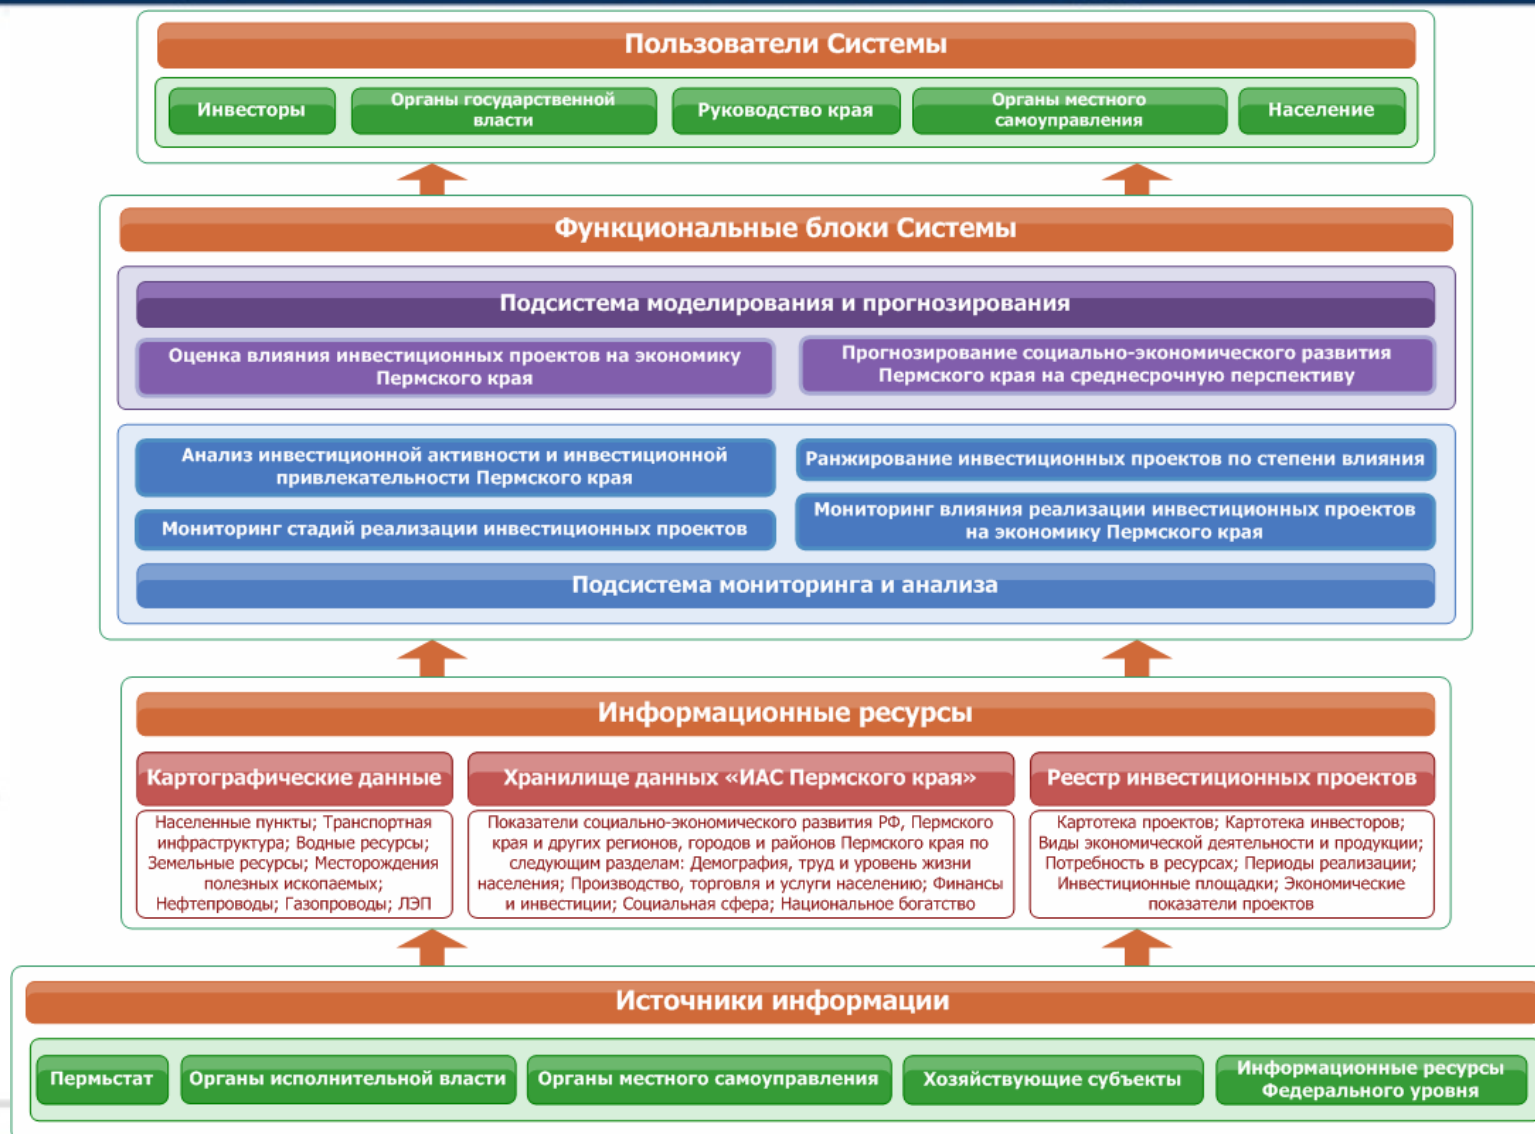 Пользователи Системы
Инвесторы
Органы государственной
власти
Руководство края
Органы местного
самоуправления
Население
Функциональные блоки Системы
Подсистема моделирования и прогнозирования
Оценка влияния инвестиционных проектов на экономику
Пермского края
Прогнозирование социально-экономического развития
Пермского края на среднесрочную перспективу
Анализ инвестиционной активности и инвестиционной
привлекательности Пермского края
Ранжирование инвестиционных проектов по степени влияния
Мониторинг стадий реализации инвестиционных проектов
Мониторинг влияния реализации инвестиционных проектов
на экономику Пермского края
Подсистема мониторинга и анализа
Информационные ресурсы
Картографические данные
Населенные пункты; Транспортная
инфраструктура; Водные ресурсы;
Земельные ресурсы; Месторождения
полезных ископаемых;
Нефтепроводы; Газопроводы; ЛЭП
Хранилище данных «ИАС Пермского края»
Показатели социально-экономического развития РФ, Пермского
края и других регионов, городов и районов Пермского края по
следующим разделам: Демография, труд и уровень жизни
населения; Производство, торговля и услуги населению; Финансы
и инвестиции; Социальная сфера; Национальное богатство
Реестр инвестиционных проектов
Картотека проектов; Картотека инвесторов;
Виды экономической деятельности и продукции;
Потребность в ресурсах; Периоды реализации;
Инвестиционные площадки; Экономические
показатели проектов
Источники информации
Пермьстат
Органы исполнительной власти
Органы местного самоуправления
Хозяйствующие субъекты
Информационные ресурсы
Федерального уровня